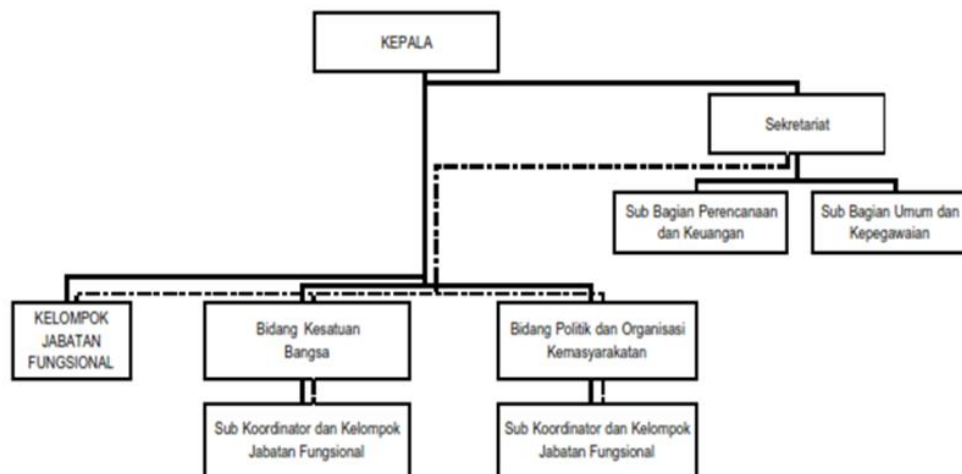 KEPALA
Sekretariat
Sub Bagian Perencanaan
dan Keuangan
Sub Bagian Umum dan
Kepegawaian
KELOMPOK
JABATAN
FUNGSIONAL
Bidang Kesatuan
Bangsa
Bidang Politik dan Organisasi
Kemasyarakatan
Sub Koordinator dan Kelompok
Jabatan Fungsional
Sub Koordinator dan Kelompok
Jabatan Fungsional